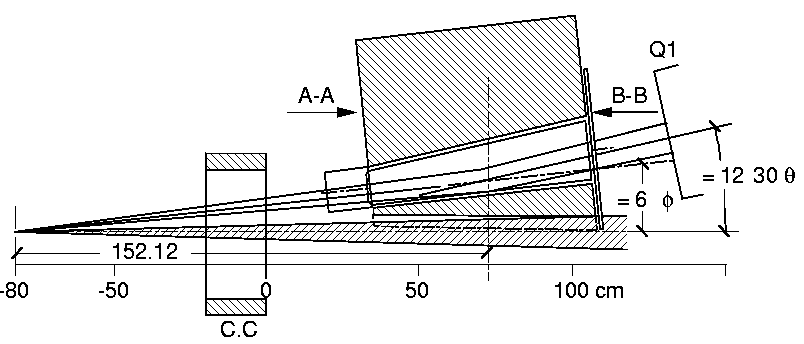 Q1
A-A
B-B
= 12 30 θ
= 6 ϕ
152.12
-80 -50 0 50 100 cm
C.C